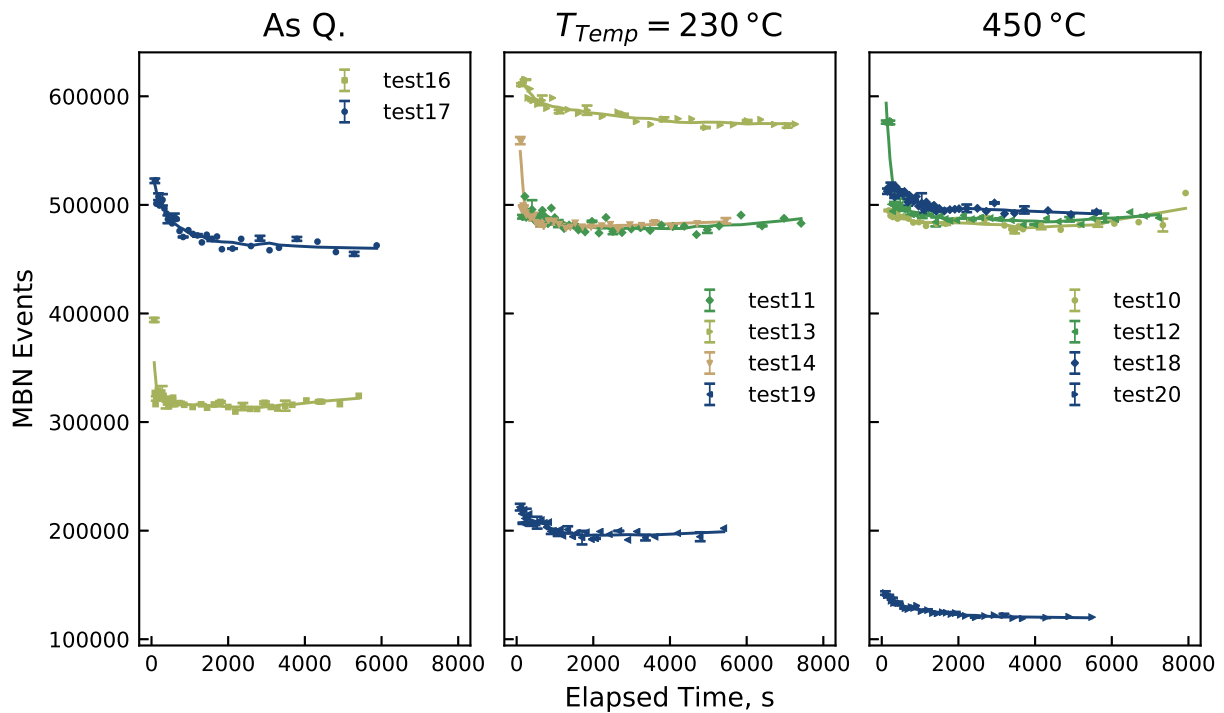 As Q.
T_Temp = 230 °C
450 °C
MBN Events
600000
500000
400000
300000
200000
100000
test16
test17
test11
test13
test14
test19
test10
test12
test18
test20
0 2000 4000 6000 8000
0 2000 4000 6000 8000
0 2000 4000 6000 8000
Elapsed Time, s